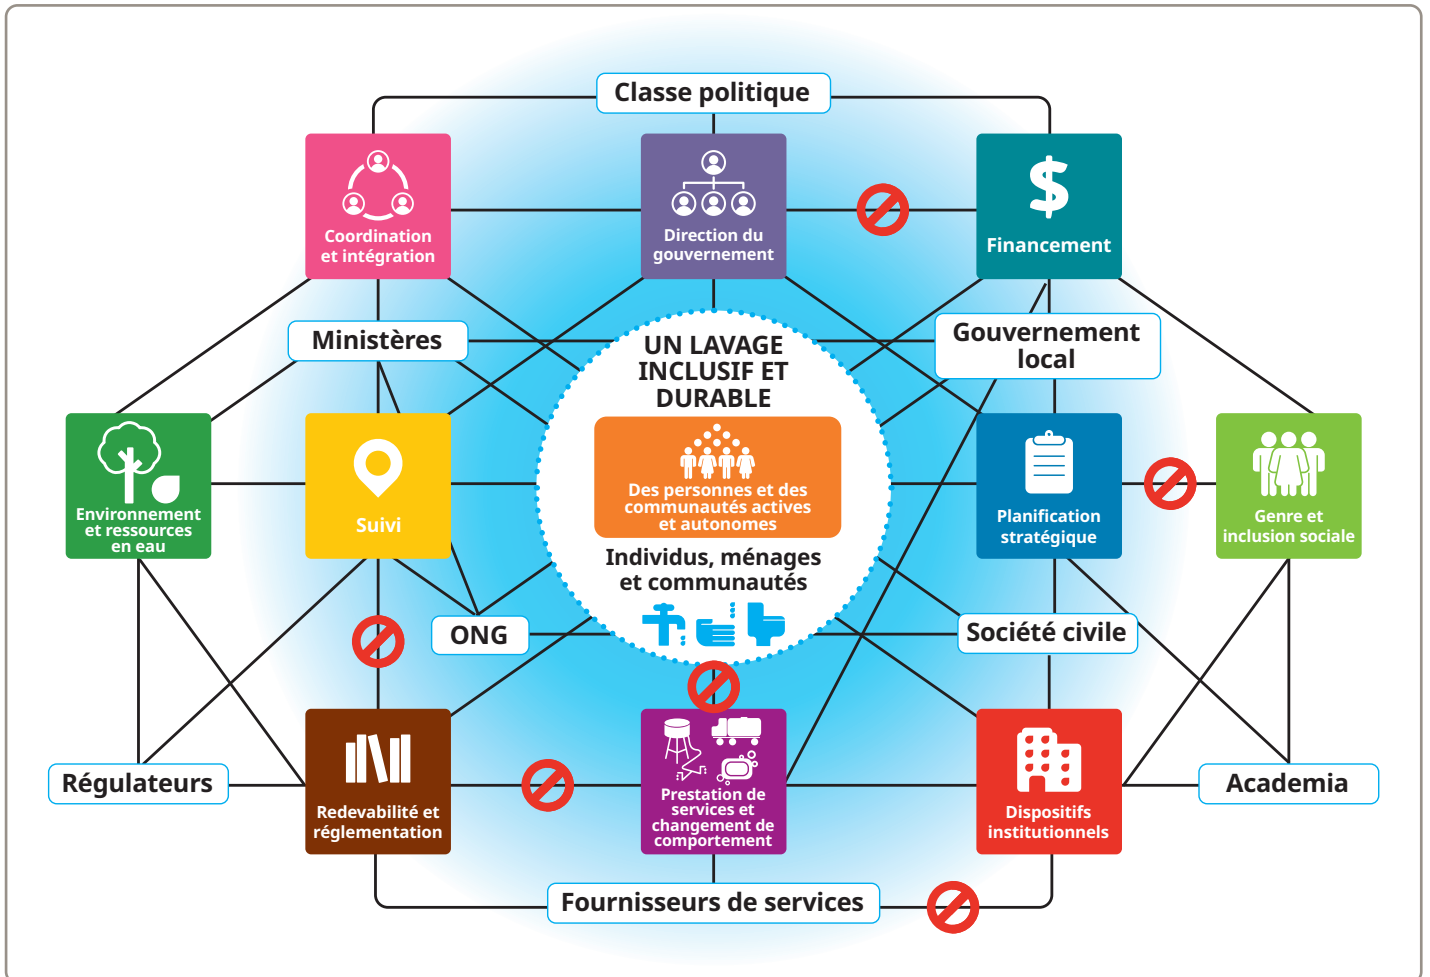 Classe politique
Coordination
et intégration
Direction du
gouvernement
$
Financement
Ministères
Gouvernement
local
UN LAVAGE
INCLUSIF ET
DURABLE
Des personnes et des
communautés actives
et autonomes
Individus, ménages
et communautés
Environnement
et ressources
en eau
Suivi
Planification
stratégique
Genre et
inclusion sociale
ONG
Société civile
Régulateurs
Redevabilité et
réglementation
Prestation de
services et
changement de
comportement
Dispositifs
institutionnels
Academia
Fournisseurs de services